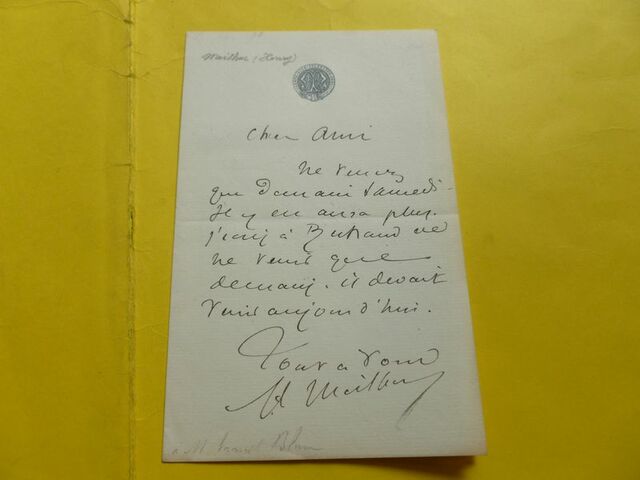 Meilhac (Henry)
Cher Ami
Ne venez
que Demain Samedi.
Il y en aura plus.
j'écris à Bertrand de
ne venir que
demain. il devait
venir aujourd'hui.
Tout à vous
H Meilhac
à M.